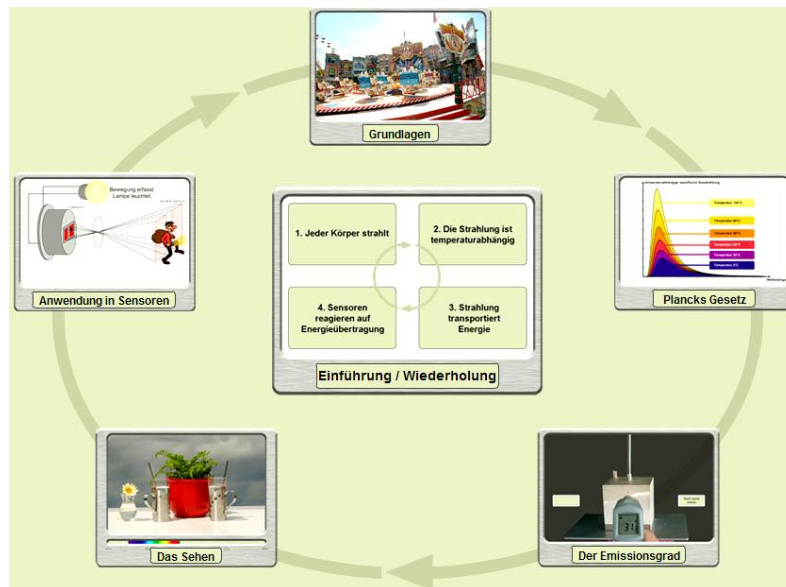 Grundlagen
Bewegung erfasst.
Lampe leuchtet.
Anwendung in Sensoren
1. Jeder Körper strahlt
2. Die Strahlung ist
temperaturabhängig
4. Sensoren
reagieren auf
Energieübertragung
3. Strahlung
transportiert
Energie
Einführung / Wiederholung
Plancks Gesetz
Das Sehen
Der Emissionsgrad